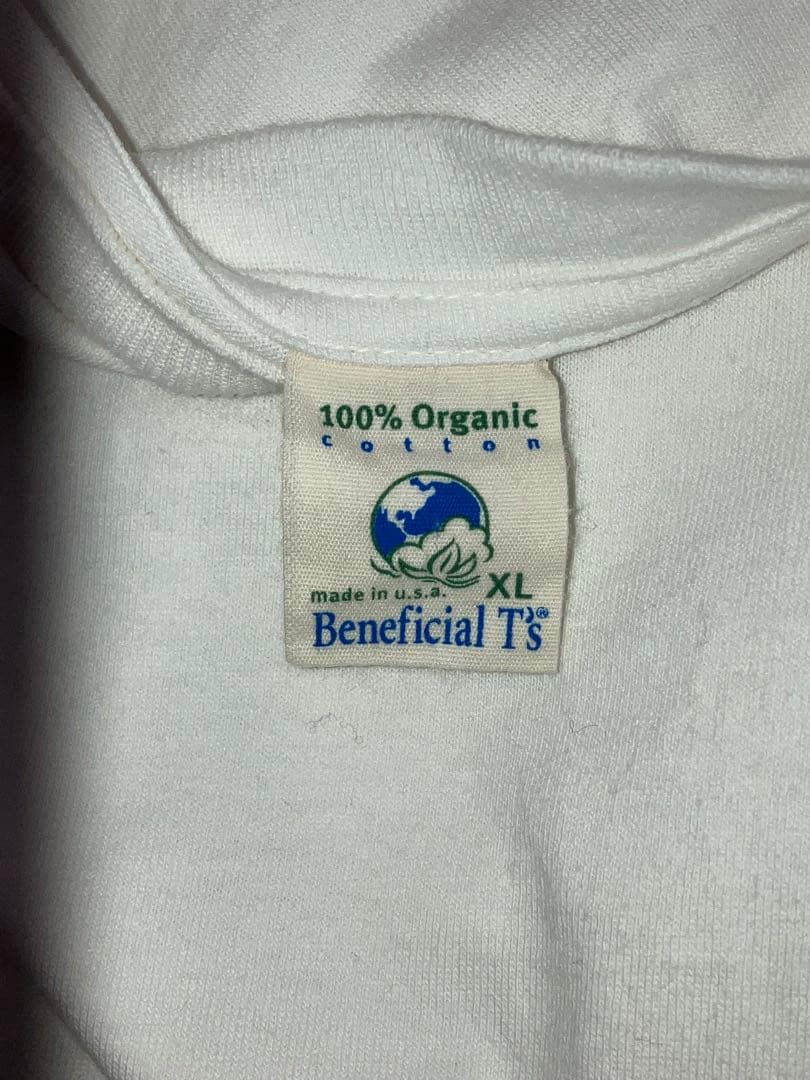 100% Organic
cotton
made in u.s.a. XL
Beneficial T's®